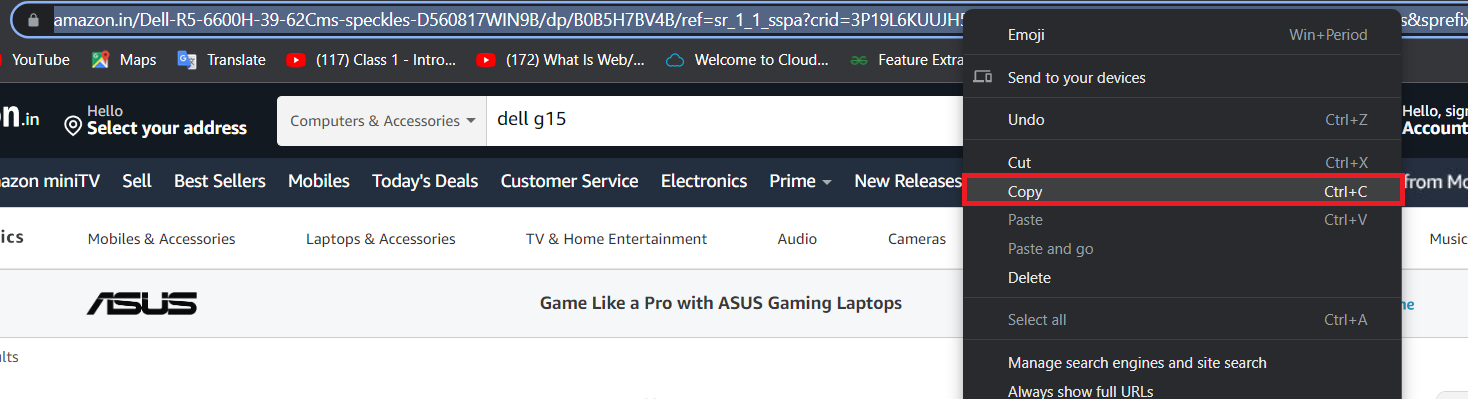 amazon.in/Dell-R5-6600H-39-62Cms-speckles-D560817WIN9B/dp/B0B5H7BV4B/ref=sr_1_1_sspa?crid=3P19L6KUUJH5 s&sprefix
YouTube Maps Translate (117) Class 1 - Intro... (172) What Is Web/... Welcome to Cloud... Feature Extra
Emoji Win+Period
Send to your devices
Undo Ctrl+Z
Cut Ctrl+X
Copy Ctrl+C
Paste Ctrl+V
Paste and go
Delete
Select all Ctrl+A
Manage search engines and site search
Always show full URLs
on.in
Hello
Select your address
Computers & Accessories
dell g15
Hello, sig
Account
azon miniTV Sell Best Sellers Mobiles Today's Deals Customer Service Electronics Prime New Releases from Mo
ics Mobiles & Accessories Laptops & Accessories TV & Home Entertainment Audio Cameras Music
ASUS Game Like a Pro with ASUS Gaming Laptops ne
ults